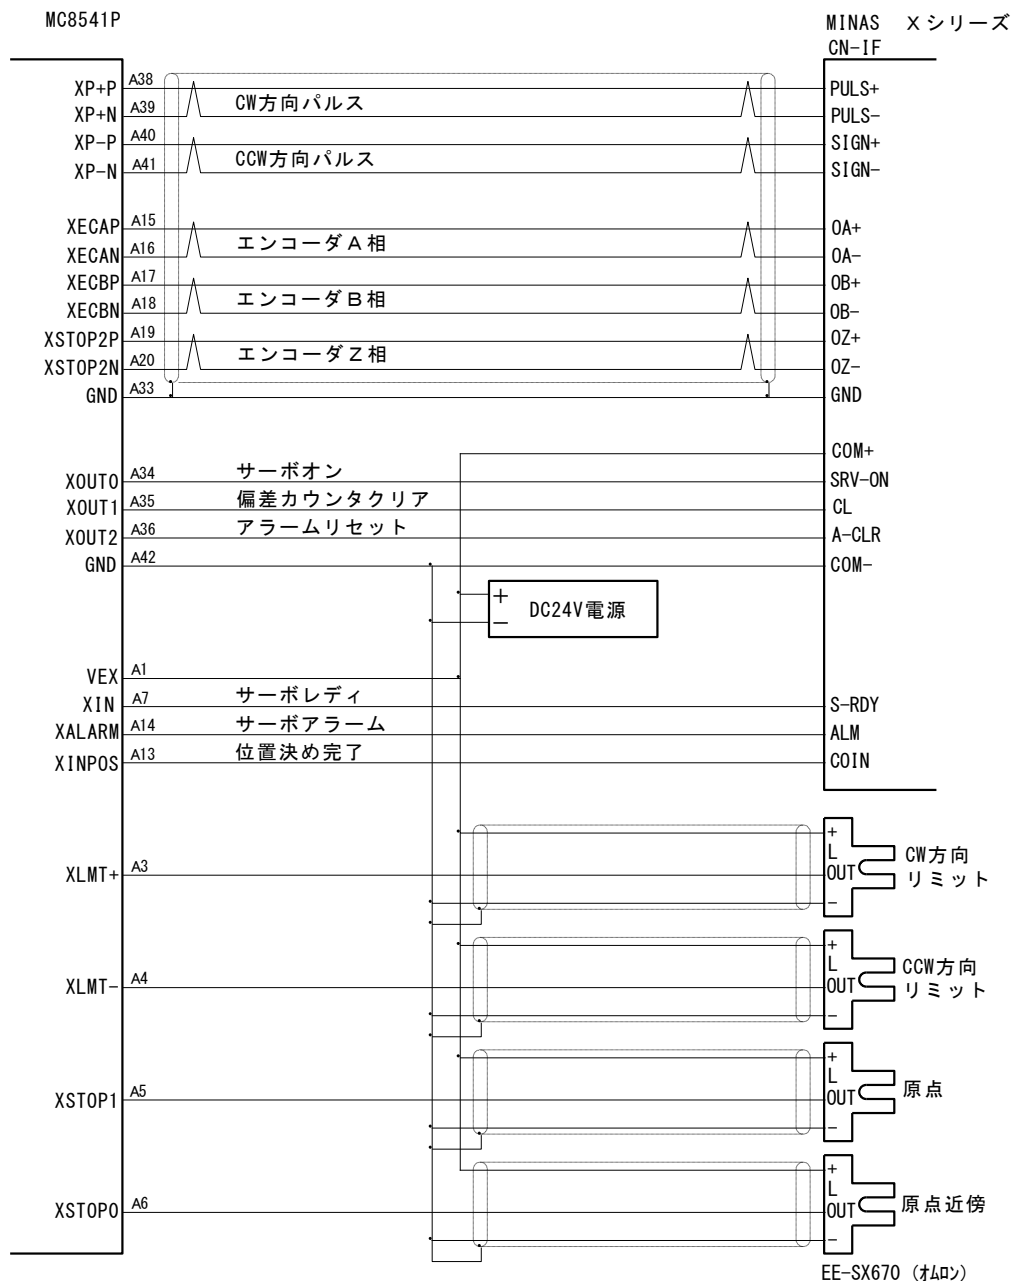 MC8541P
MINAS Xシリーズ
CN-IF
XP+P A38 PULS+
XP+N A39 CW方向パルス PULS-
XP-P A40 SIGN+
XP-N A41 CCW方向パルス SIGN-
XECAP A15 OA+
XECAN A16 エンコーダA相 OA-
XECBP A17 OB+
XECBN A18 エンコーダB相 OB-
XSTOP2P A19 OZ+
XSTOP2N A20 エンコーダZ相 OZ-
GND A33 GND
COM+
XOUT0 A34 サーボオン SRV-ON
XOUT1 A35 偏差カウンタクリア CL
XOUT2 A36 アラームリセット A-CLR
GND A42 COM-
+
DC24V電源
-
VEX A1
XIN A7 サーボレディ S-RDY
XALARM A14 サーボアラーム ALM
XINPOS A13 位置決め完了 COIN
+
L
XLMT+ A3 OUT
-
CW方向
リミット
+
L
XLMT- A4 OUT
-
CCW方向
リミット
+
L
XSTOP1 A5 OUT
-
原点
+
L
XSTOP0 A6 OUT
-
原点近傍
EE-SX670 (オムロン)